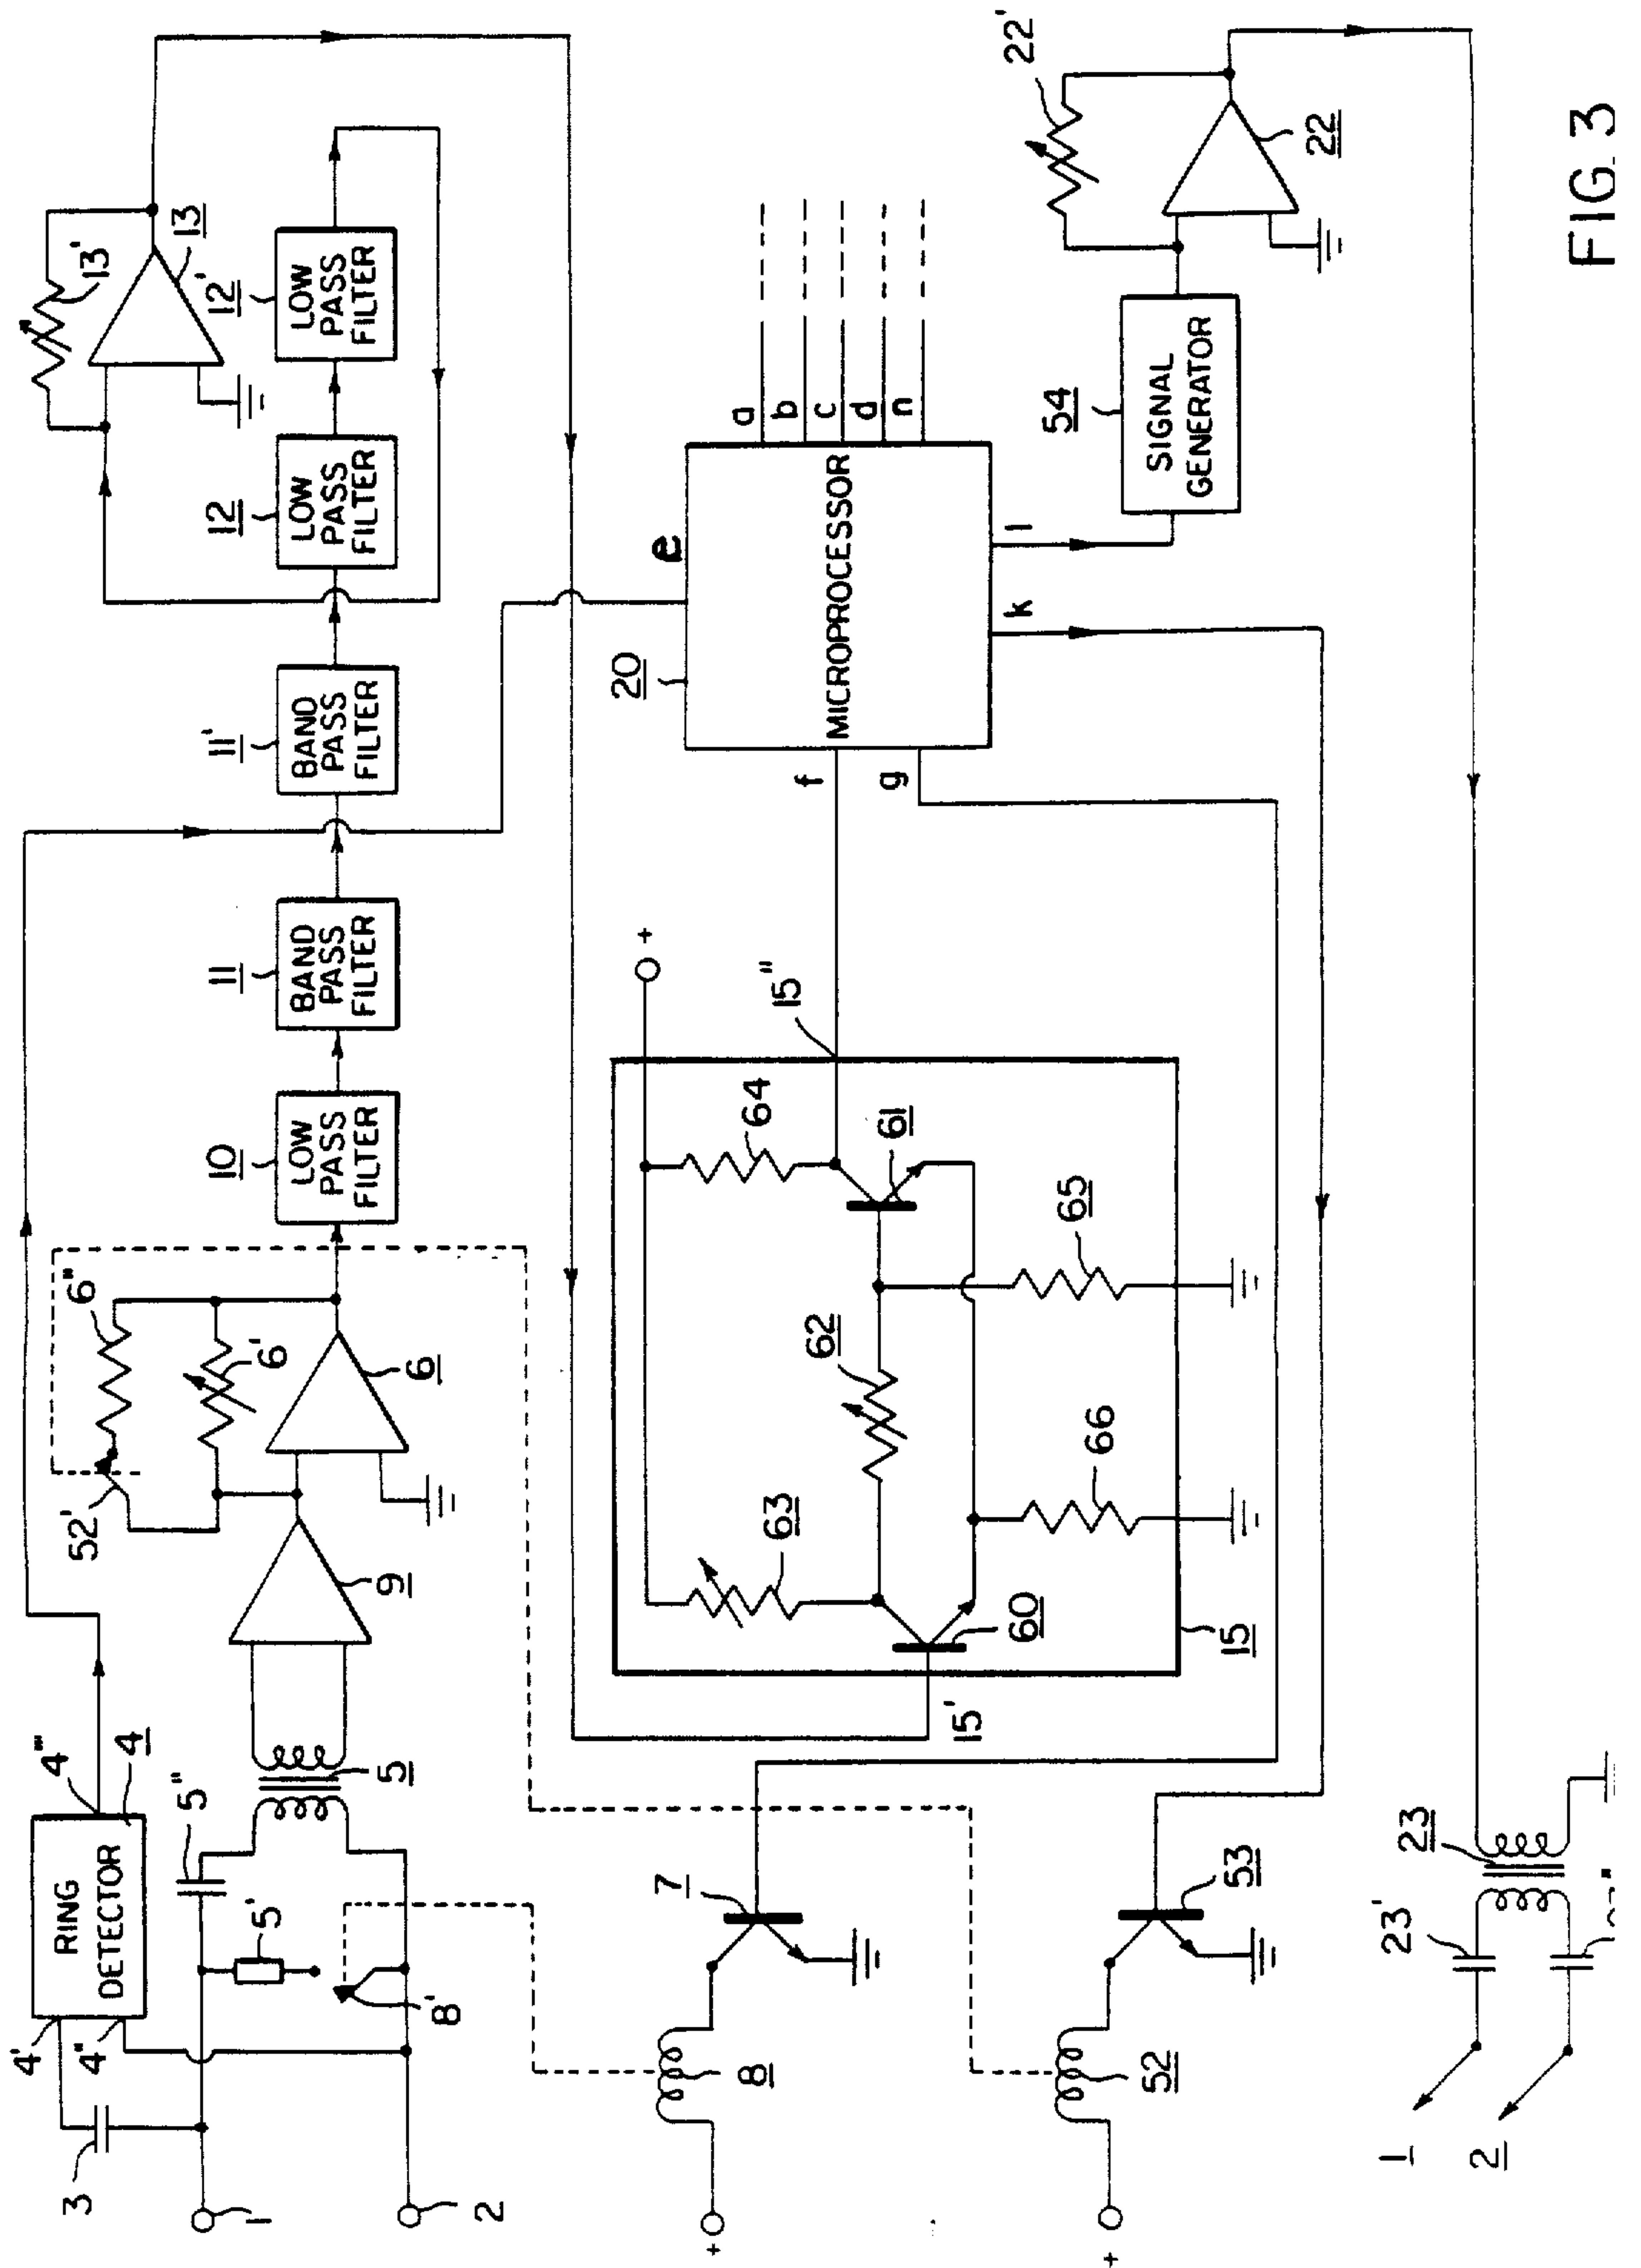 3
1
2
4'
4"
RING
DETECTOR
4'''
4
5"
5'
5
8'
9
52'
6"
6'
6
10
LOW
PASS
FILTER
11
BAND
PASS
FILTER
11'
BAND
PASS
FILTER
12
LOW
PASS
FILTER
12'
LOW
PASS
FILTER
13'
13
+
8
7
+
52
53
15'
60
63
62
66
61
64
65
15
15"
+
20
e
MICROPROCESSOR
f
g
a
b
c
d
n
k
l
54
SIGNAL
GENERATOR
22'
22
1
2
23'
23
FIG. 3